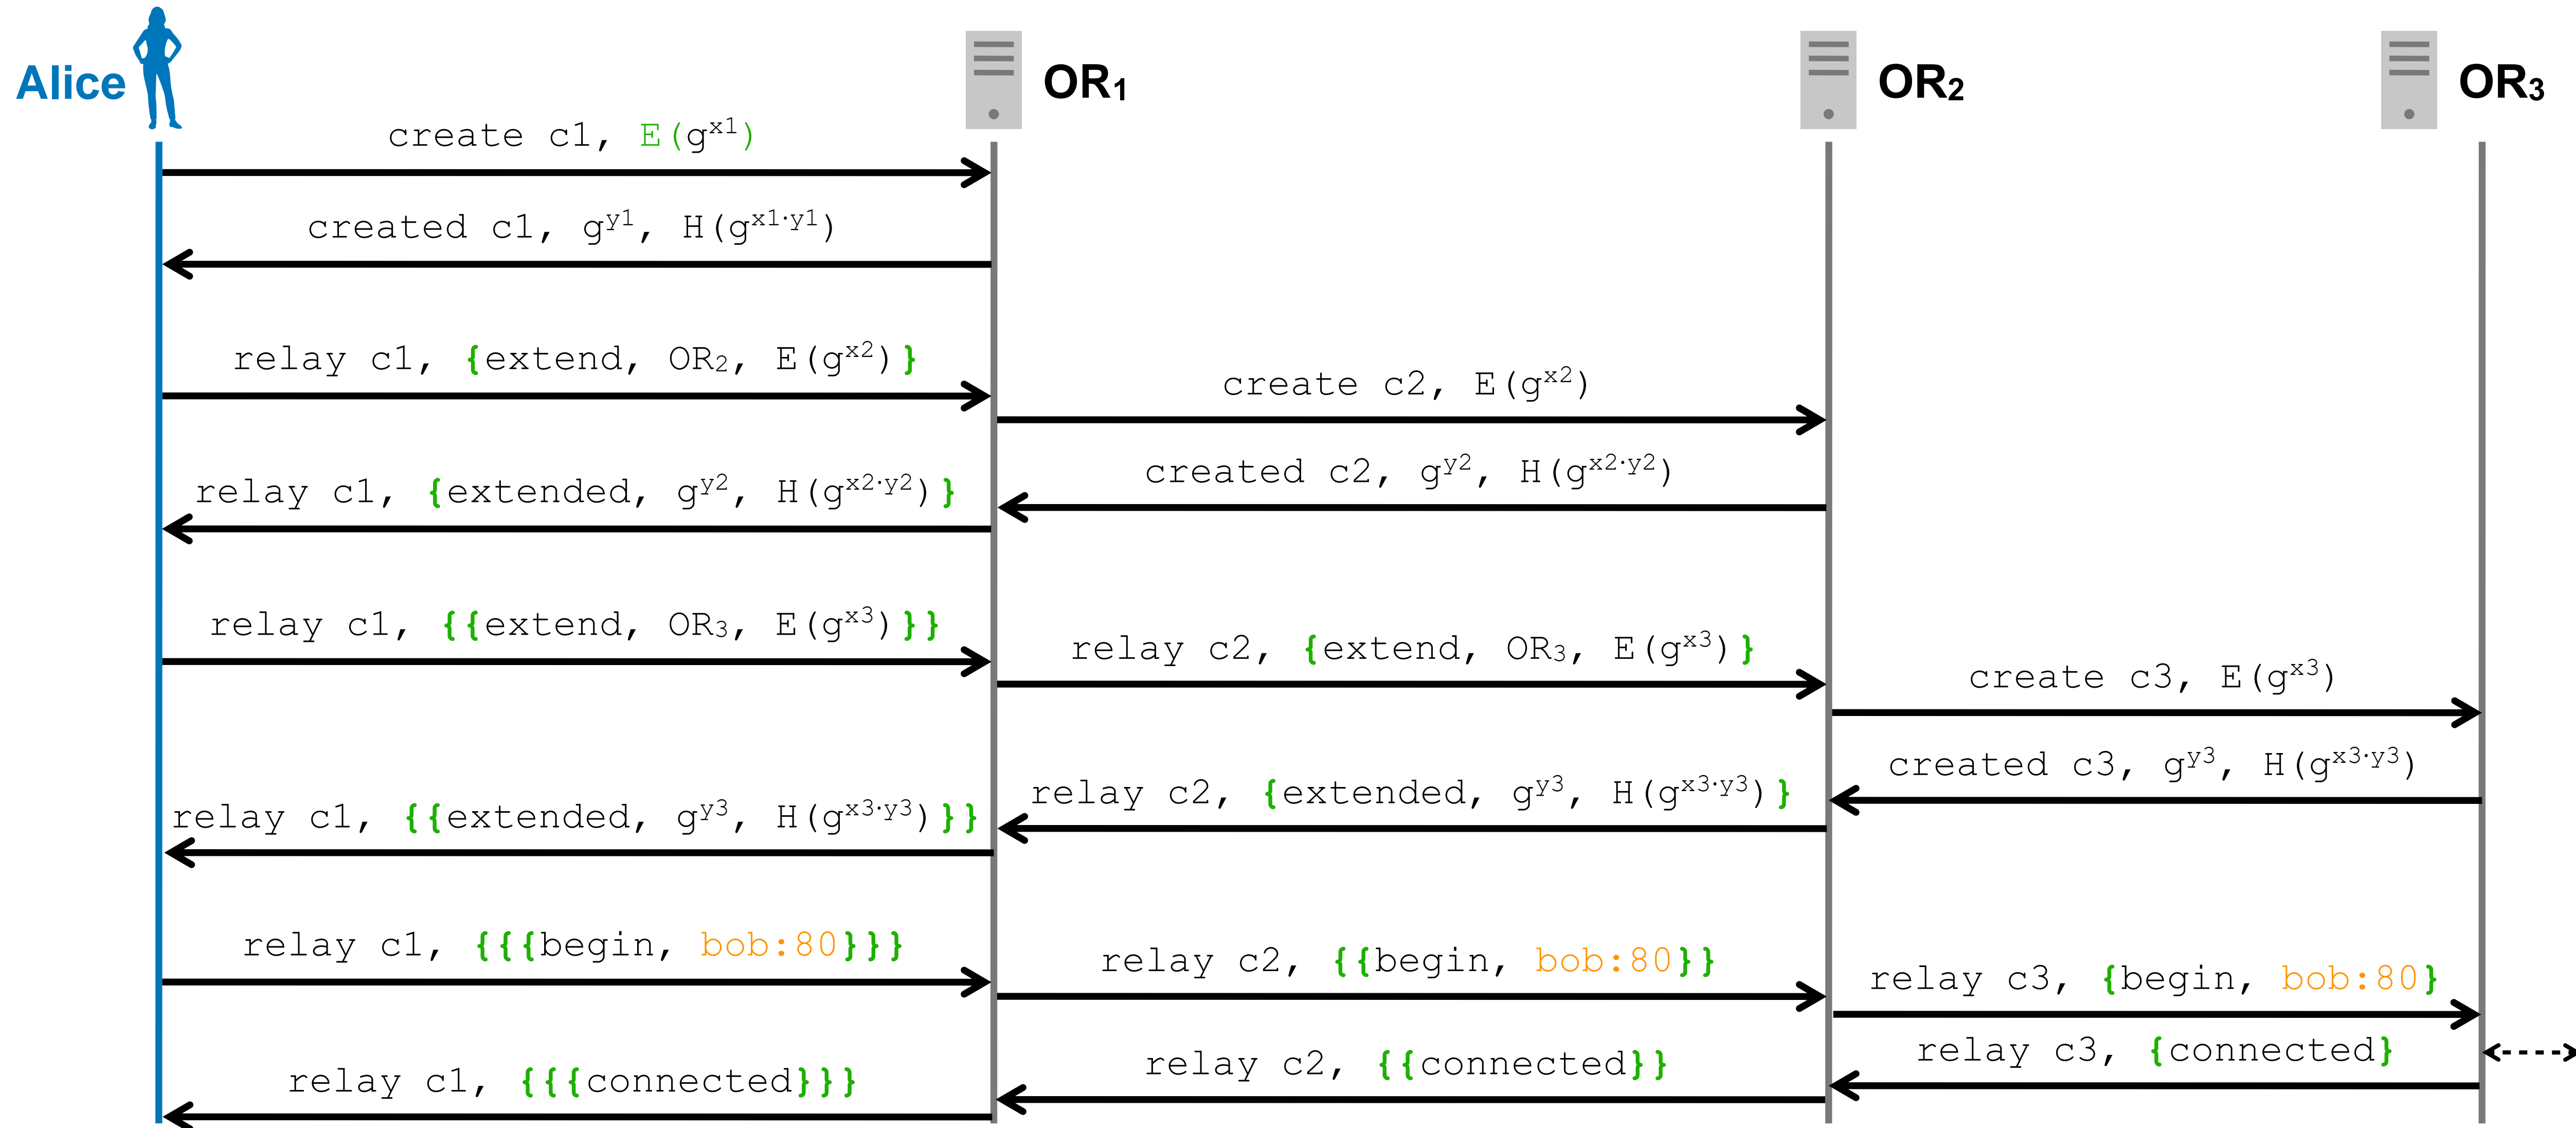 Alice
OR₁
OR₂
OR₃
create c1, E(gˣ¹)
created c1, gʸ¹, H(gˣ¹·ʸ¹)
relay c1, {extend, OR₂, E(gˣ²)}
create c2, E(gˣ²)
created c2, gʸ², H(gˣ²·ʸ²)
relay c1, {extended, gʸ², H(gˣ²·ʸ²)}
relay c1, {{extend, OR₃, E(gˣ³)}}
relay c2, {extend, OR₃, E(gˣ³)}
create c3, E(gˣ³)
created c3, gʸ³, H(gˣ³·ʸ³)
relay c2, {extended, gʸ³, H(gˣ³·ʸ³)}
relay c1, {{extended, gʸ³, H(gˣ³·ʸ³)}}
relay c1, {{{begin, bob:80}}}
relay c2, {{begin, bob:80}}
relay c3, {begin, bob:80}
relay c3, {connected}
relay c2, {{connected}}
relay c1, {{{connected}}}